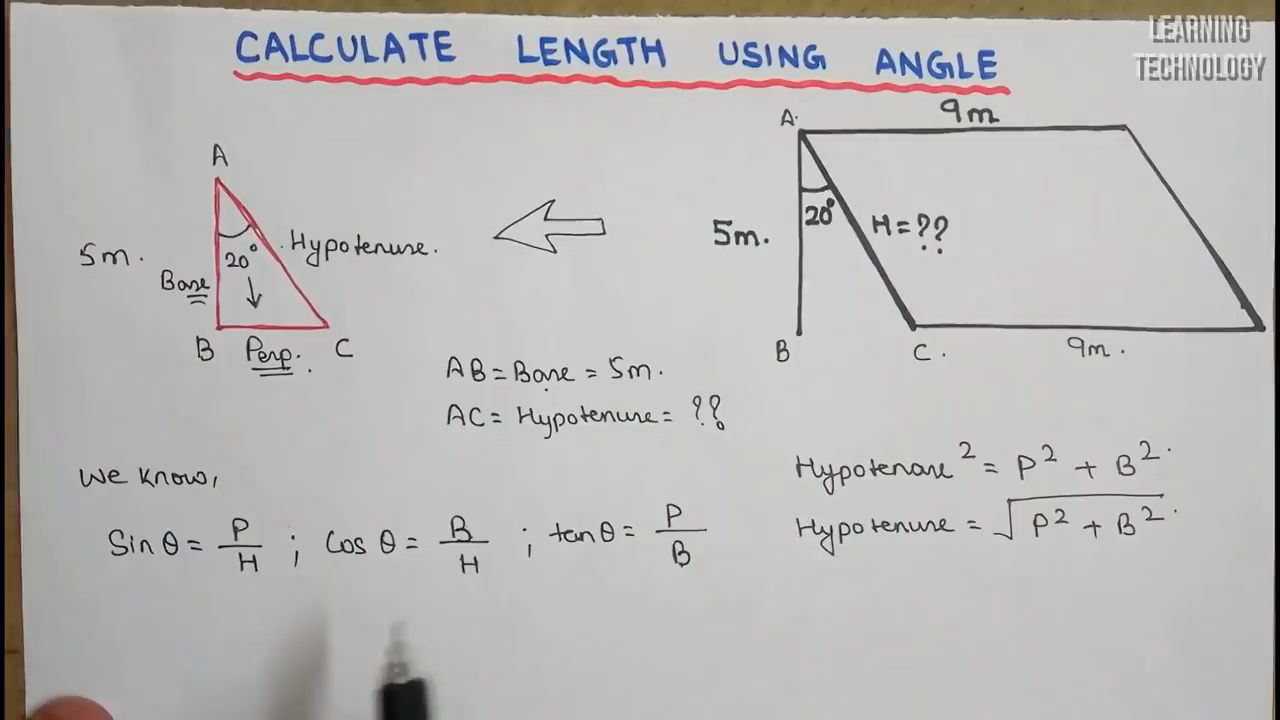 LEARNING
TECHNOLOGY
CALCULATE LENGTH USING ANGLE
A
5m.
Base
20°
Hypotenuse.
B
Perp.
C
9m
A.
5m.
20°
H=??
B
C.
9m.
AB=Base = 5m.
AC= Hypotenuse= ??
We know,
Sin θ = P/H ; Cos θ = B/H ; tan θ = P/B
Hypotenuse² = P² + B².
Hypotenuse = √P² + B².